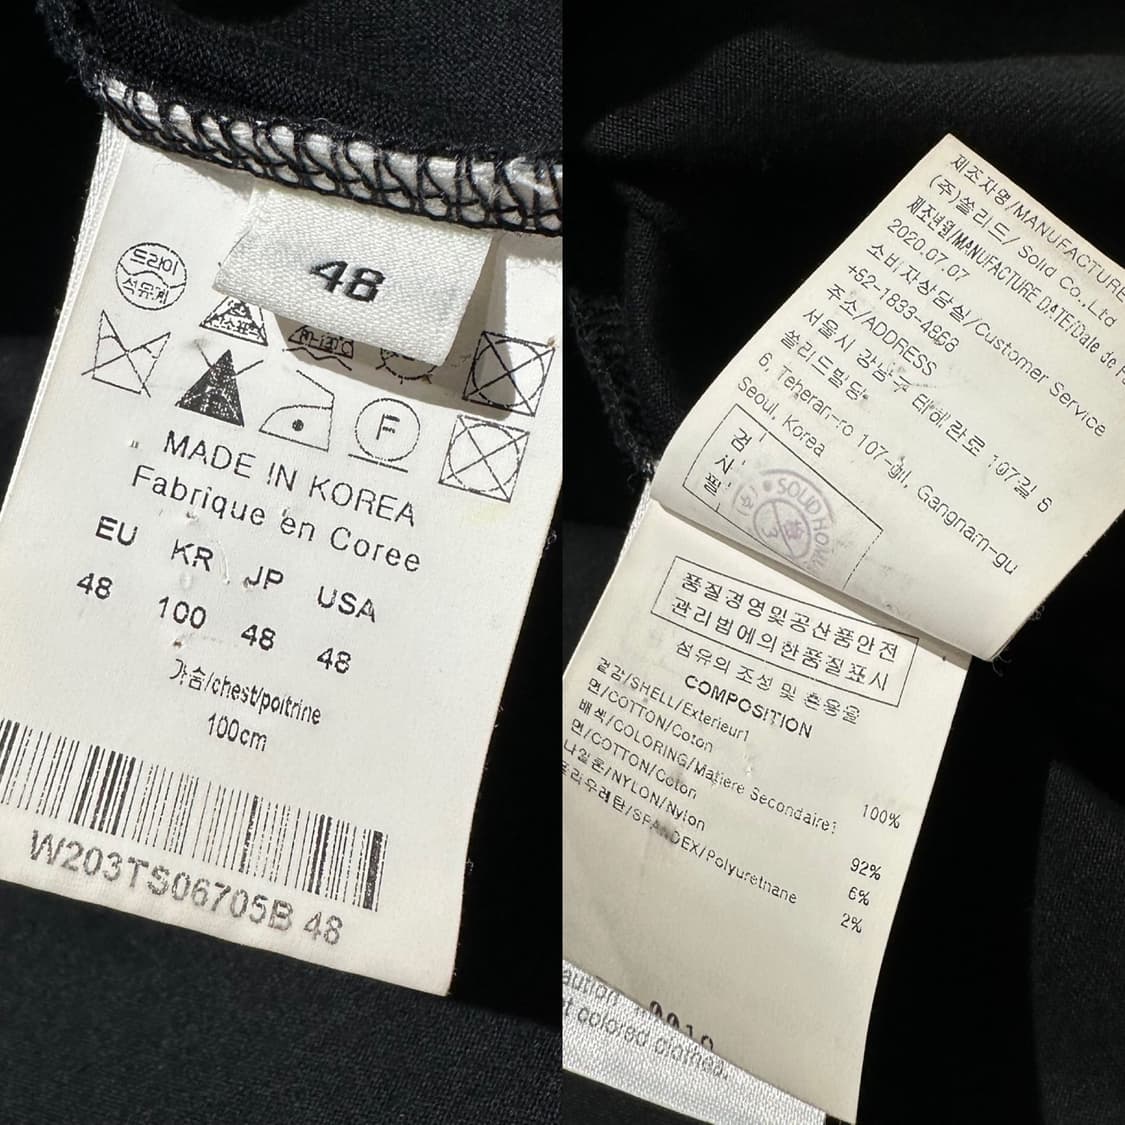 드라이
석유계
48
F
MADE IN KOREA
Fabrique en Coree
EU KR JP USA
48 100 48 48
가슴/chest/poitrine
100cm
W203TS06705B 48
제조자명/MANUFACTURE
(주)쏠리드/ Solid Co.,Ltd
제조년월/MANUFACTURE DATE/Date de
2020.07.07
소비자상담실/Customer Service
+62-1833-4866
주소/ADDRESS
서울시 강남구 테헤란로 107길 6
쏠리드빌딩
6, Teheran-ro 107-gil, Gangnam-gu
Seoul, Korea
검
사
필
SOLID HOMME
품질경영및공산품안전
관리법에의한품질표시
섬유의 조성 및 혼용율
COMPOSITION
겉감/SHELL/Exterieur1
면/COTTON/Coton 100%
배색/COLORING/Matiere Secondaire1
면/COTTON/Coton 92%
나일론/NYLON/Nylon 6%
폴리우레탄/SPANDEX/Polyurethane 2%
colored clothed.